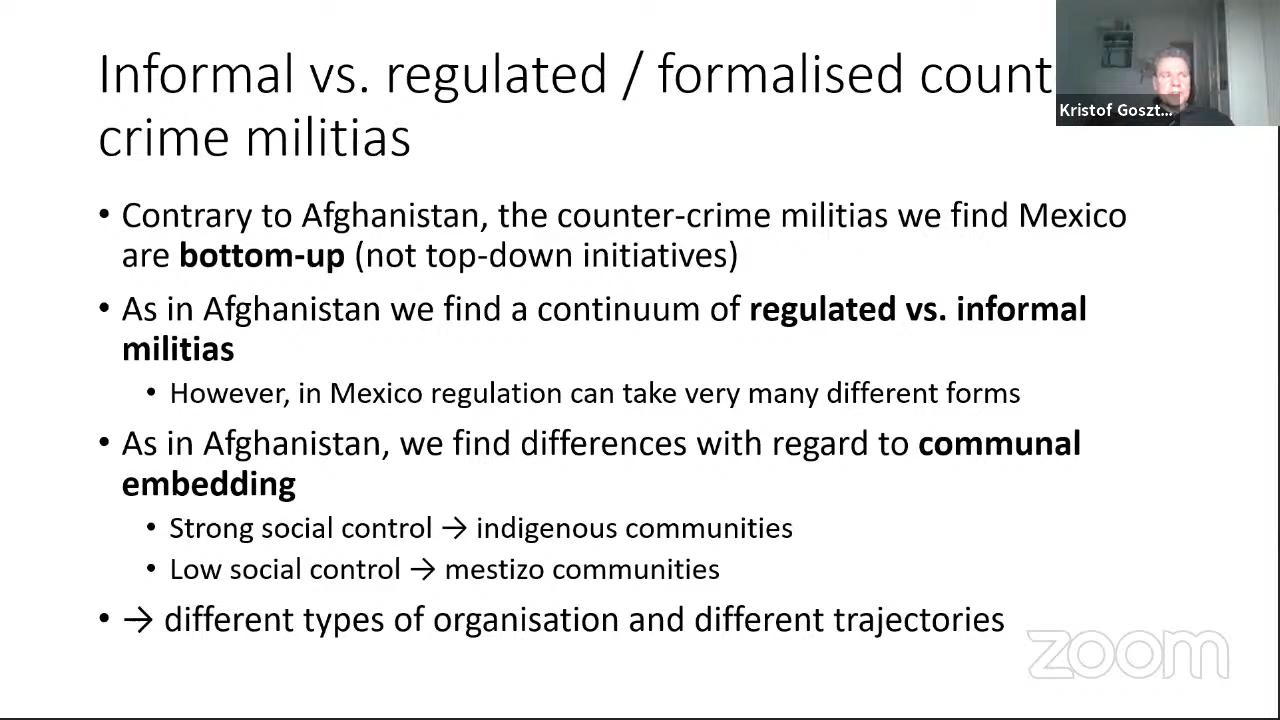 Informal vs. regulated / formalised count
crime militias
Kristof Goszt...
• Contrary to Afghanistan, the counter-crime militias we find Mexico
are bottom-up (not top-down initiatives)
• As in Afghanistan we find a continuum of regulated vs. informal
militias
• However, in Mexico regulation can take very many different forms
• As in Afghanistan, we find differences with regard to communal
embedding
• Strong social control → indigenous communities
• Low social control → mestizo communities
• → different types of organisation and different trajectories
zoom